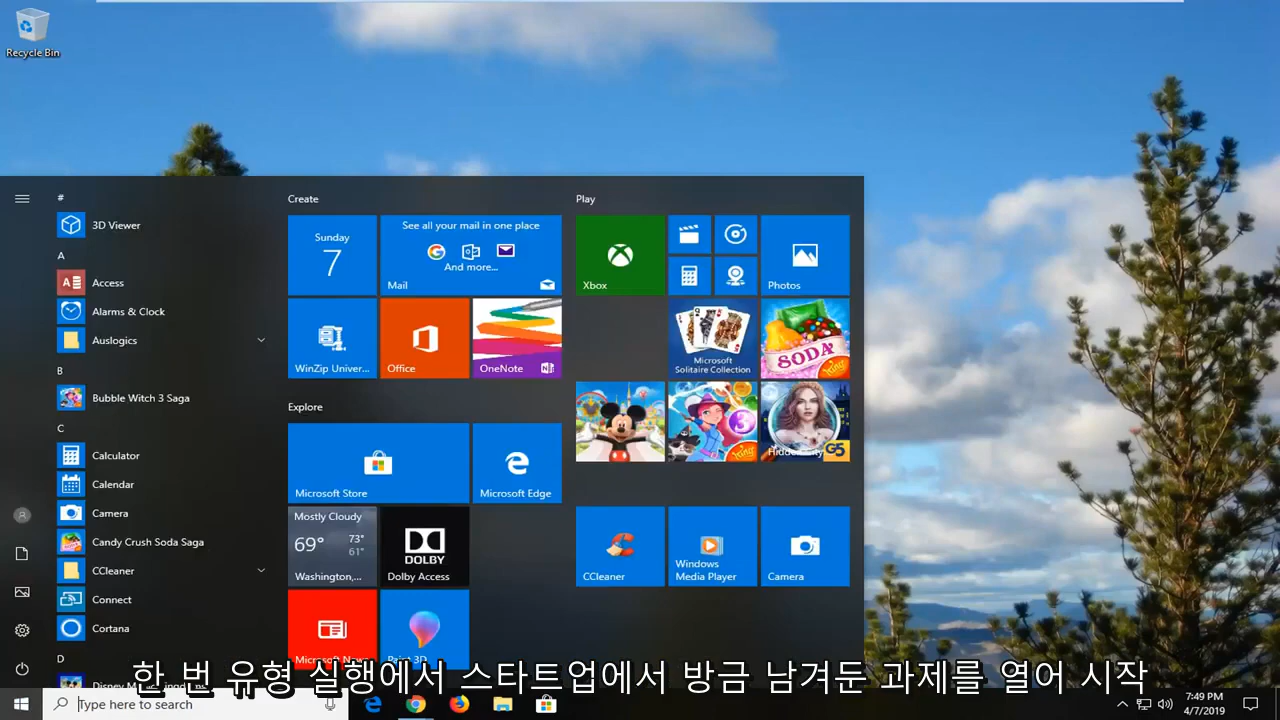 Recycle Bin
#
3D Viewer
A
Access
Alarms & Clock
Auslogics
B
Bubble Witch 3 Saga
C
Calculator
Calendar
Camera
Candy Crush Soda Saga
CCleaner
Connect
Cortana
D
Create
Sunday
7
See all your mail in one place
And more...
Mail
WinZip Univer...
Office
OneNote
Explore
Microsoft Store
Microsoft Edge
Mostly Cloudy
69°
73°
61°
Washington,...
DOLBY
Dolby Access
Play
Xbox
Photos
Microsoft
Solitaire Collection
SODA
King
3
King
G5
CCleaner
Windows
Media Player
Camera
한 번 유형 실행에서 스타트업에서 방금 남겨둔 과제를 열어 시작
Type here to search
7:49 PM
4/7/2019